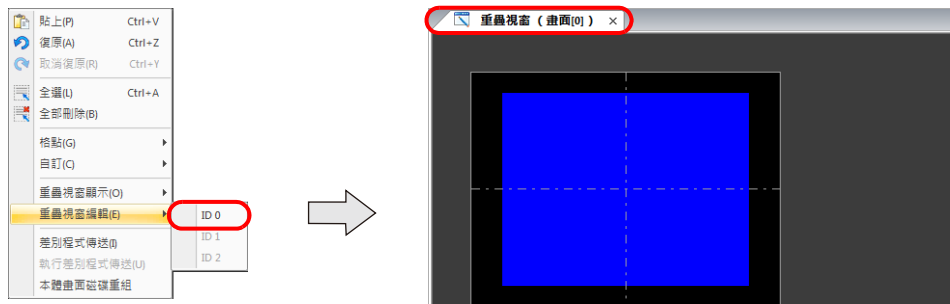 貼上(P) Ctrl+V
復原(A) Ctrl+Z
取消復原(R) Ctrl+Y
全選(L) Ctrl+A
全部刪除(B)
格點(G)
自訂(C)
重疊視窗顯示(O)
重疊視窗編輯(E)
ID 0
ID 1
ID 2
差別程式傳送(I)
執行差別程式傳送(U)
本體畫面磁碟重組
重疊視窗 ( 畫面[0] ) ×